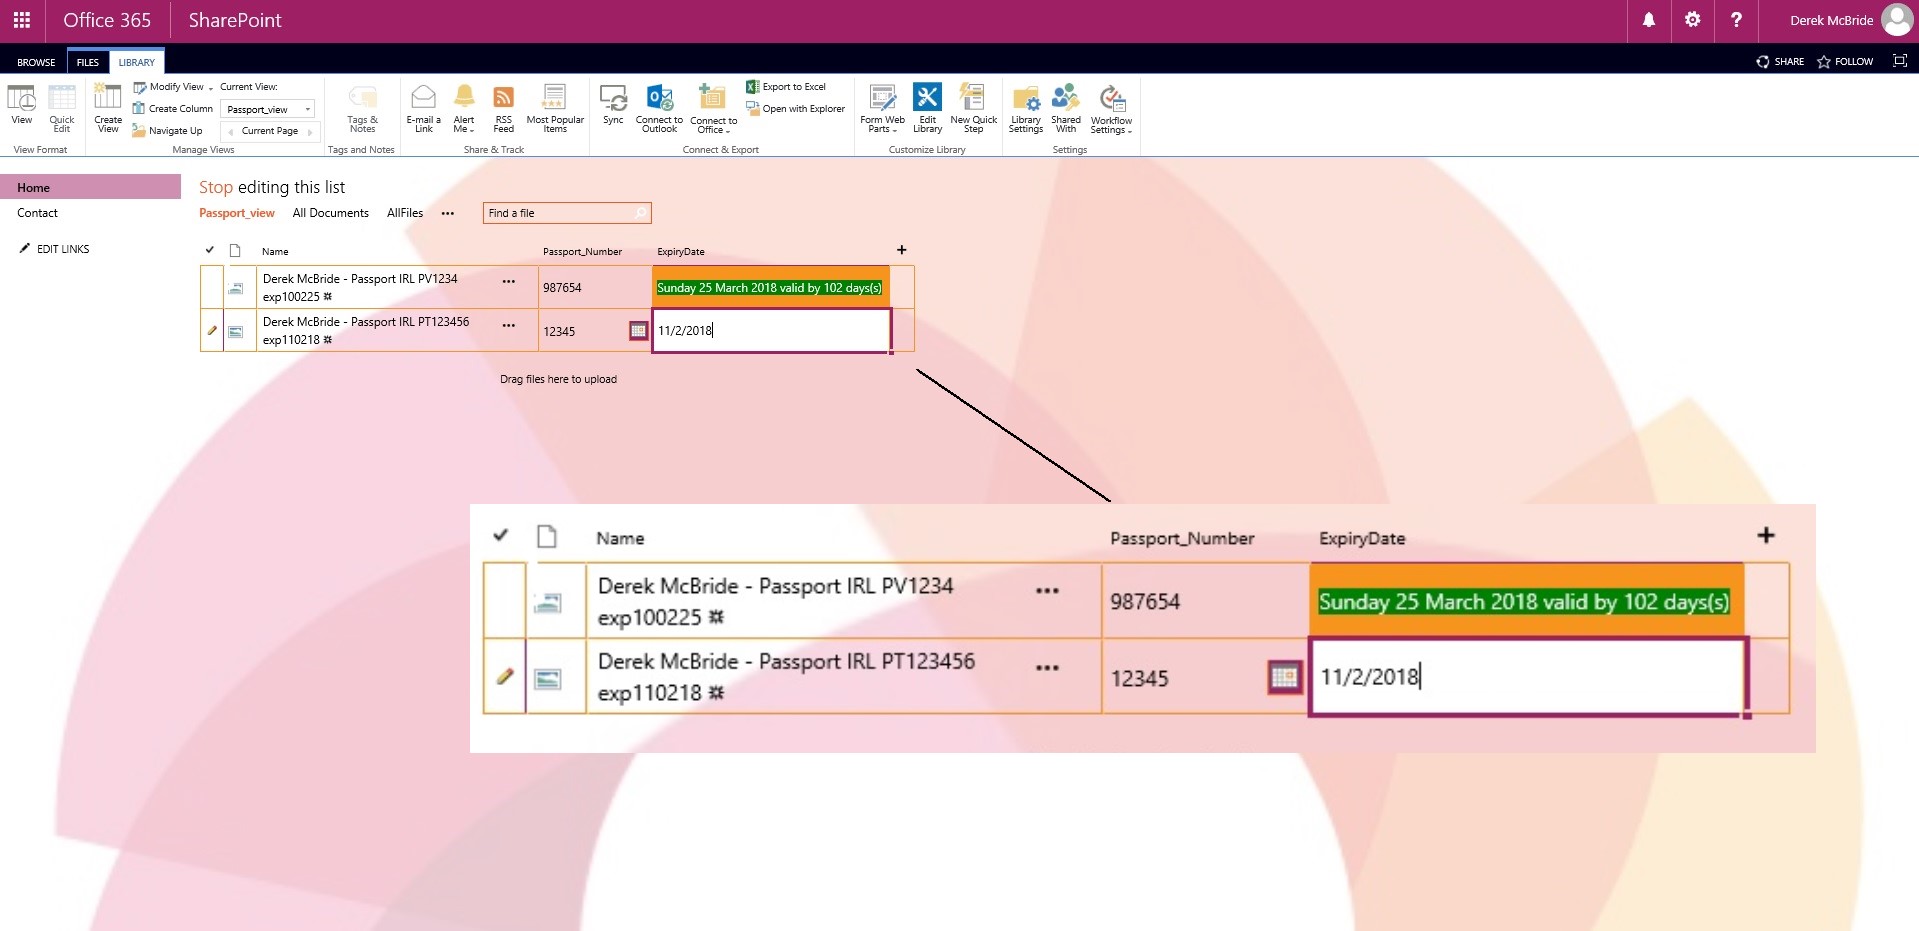 Office 365
SharePoint
?
Derek McBride
BROWSE
FILES
LIBRARY
SHARE
FOLLOW
View
Quick
Edit
View Format
Create
View
Modify View
Create Column
Navigate Up
Current View:
Passport_view
Current Page
Manage Views
Tags &
Notes
Tags and Notes
E-mail a
Link
Alert
Me
RSS
Feed
Most Popular
Items
Share & Track
Sync
Connect to
Outlook
Connect to
Office
Export to Excel
Open with Explorer
Connect & Export
Form Web
Parts
Edit
Library
New Quick
Step
Customize Library
Library
Settings
Shared
With
Workflow
Settings
Settings
Home
Contact
EDIT LINKS
Stop editing this list
Passport_view
All Documents
AllFiles
•••
Find a file
Name
Passport_Number
ExpiryDate
+
Derek McBride - Passport IRL PV1234
exp100225
•••
987654
Sunday 25 March 2018 valid by 102 days(s)
Derek McBride - Passport IRL PT123456
exp110218
•••
12345
11/2/2018
Drag files here to upload
Name
Passport_Number
ExpiryDate
+
Derek McBride - Passport IRL PV1234
exp100225
•••
987654
Sunday 25 March 2018 valid by 102 days(s)
Derek McBride - Passport IRL PT123456
exp110218
•••
12345
11/2/2018